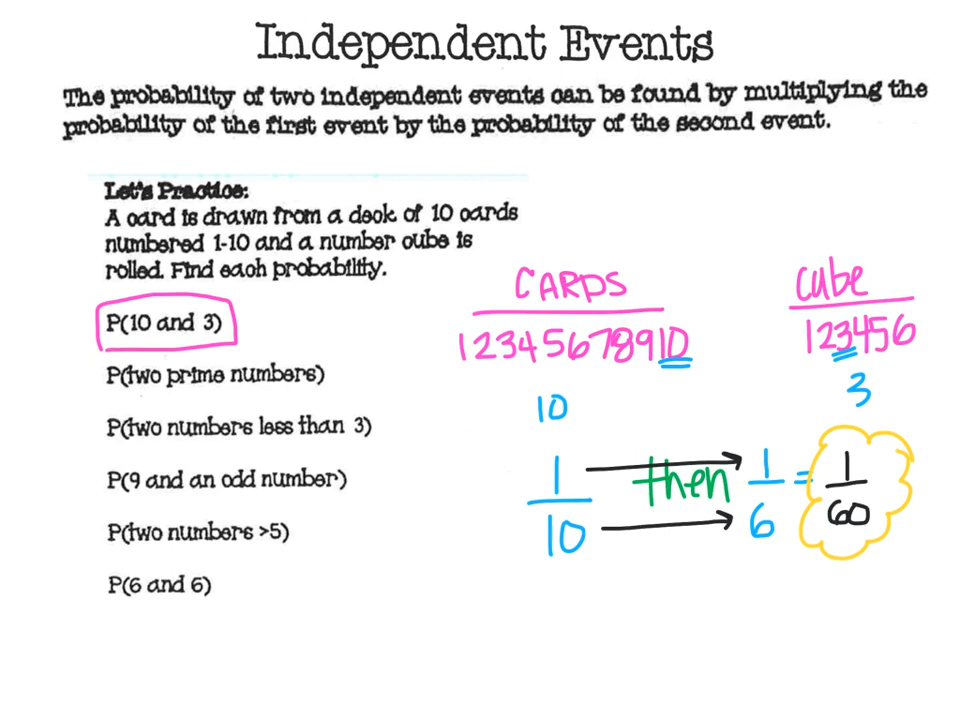 Independent Events
The probability of two independent events can be found by multiplying the
probability of the first event by the probability of the second event.
Let's Practice:
A card is drawn from a deck of 10 cards
numbered 1-10 and a number cube is
rolled. Find each probability.
P(10 and 3)
P(two prime numbers)
P(two numbers less than 3)
P(9 and an odd number)
P(two numbers >5)
P(6 and 6)
CARDS
12345678910
10
cube
123456
3
1
10
then
1
6
=
1
60